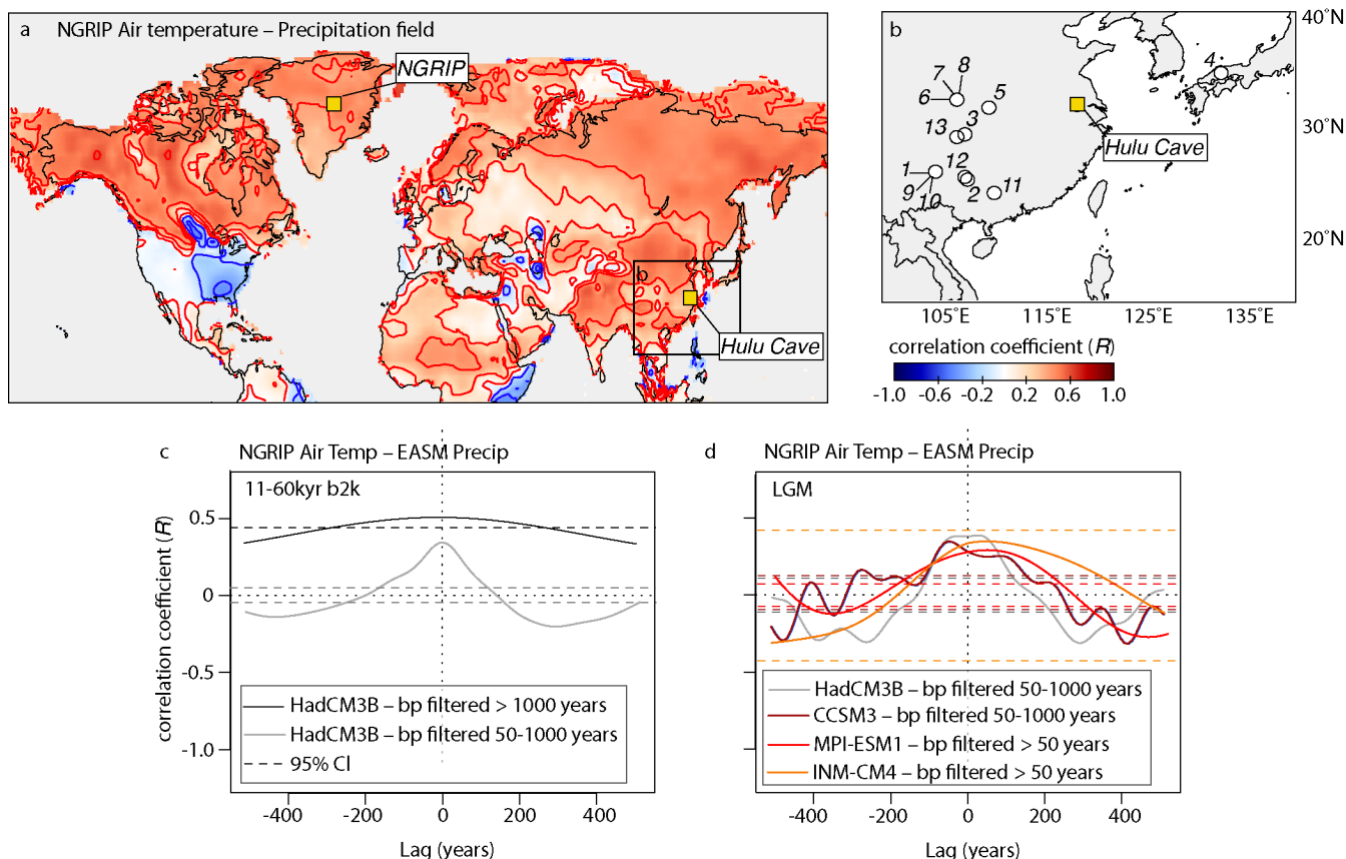 a NGRIP Air temperature – Precipitation field
NGRIP
b
Hulu Cave
b
40°N
30°N
20°N
7 8
6
5
4
3
13
1
12
9
10
2
11
Hulu Cave
105°E 115°E 125°E 135°E
correlation coefficient (R)
-1.0 -0.6 -0.2 0.2 0.6 1.0
c NGRIP Air Temp – EASM Precip
11-60kyr b2k
correlation coefficient (R)
0.5
0
-0.5
-1.0
HadCM3B – bp filtered > 1000 years
HadCM3B – bp filtered 50-1000 years
95% CI
-400 -200 0 200 400
Lag (years)
d NGRIP Air Temp – EASM Precip
LGM
HadCM3B – bp filtered 50-1000 years
CCSM3 – bp filtered 50-1000 years
MPI-ESM1 – bp filtered > 50 years
INM-CM4 – bp filtered > 50 years
-400 -200 0 200 400
Lag (years)